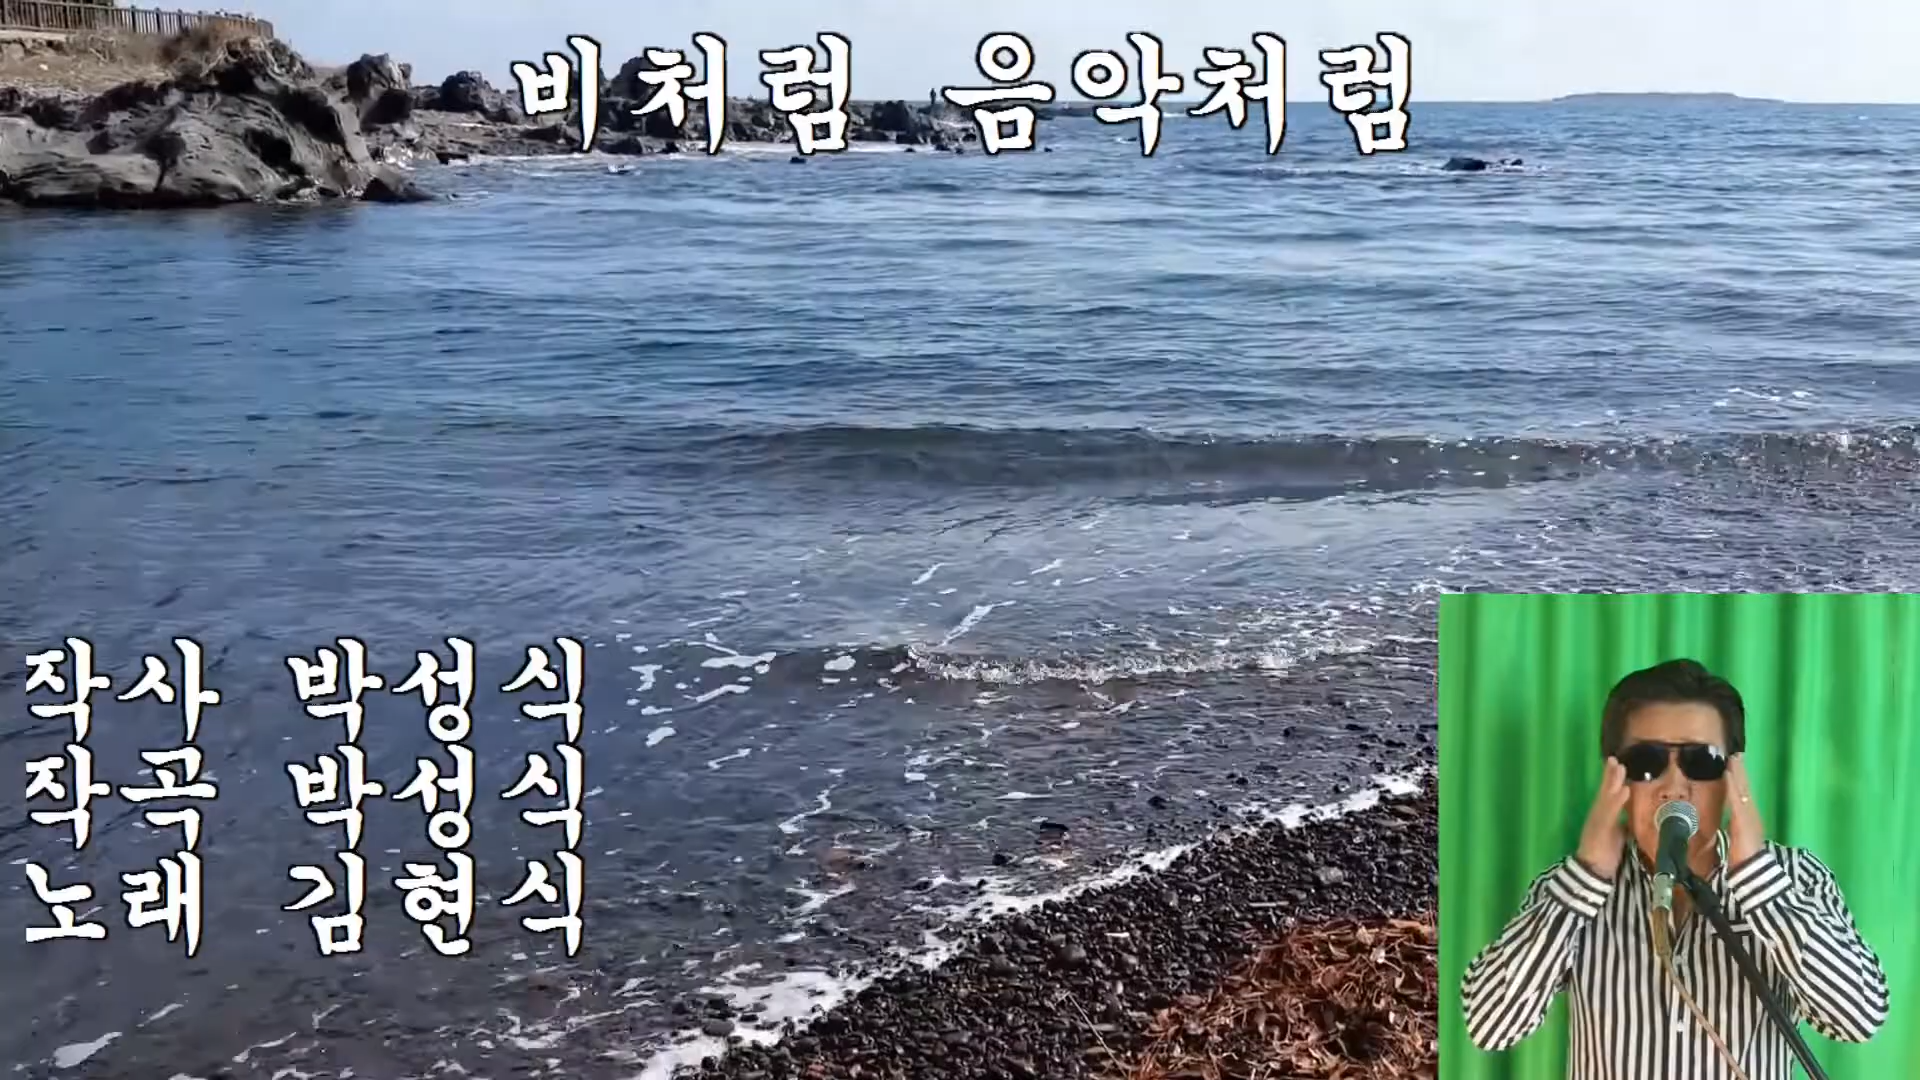 비처럼 음악처럼
작사 박성식
작곡 박성식
노래 김현식